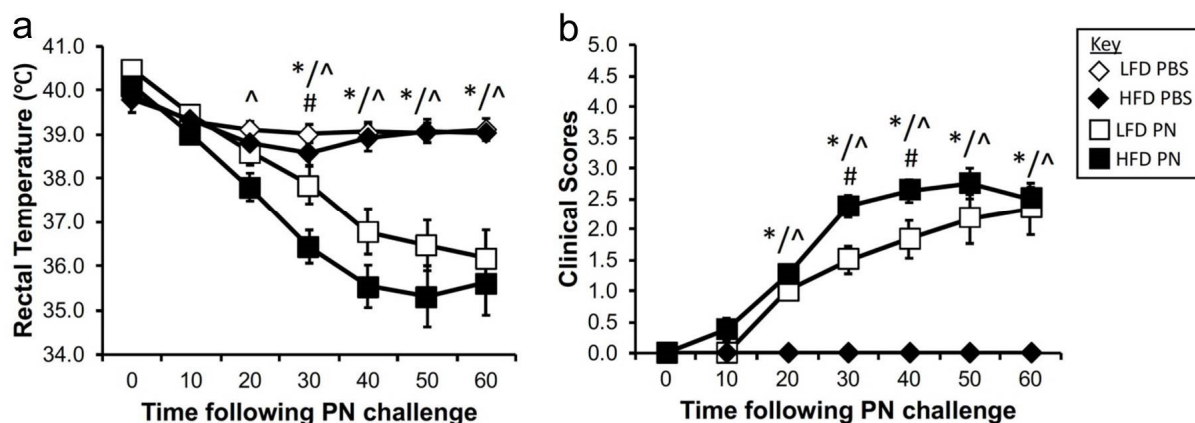 a
b
41.0
40.0
39.0
38.0
37.0
36.0
35.0
34.0
Rectal Temperature (°C)
^
*/^
#
*/^
*/^
*/^
0 10 20 30 40 50 60
Time following PN challenge
5.0
4.5
4.0
3.5
3.0
2.5
2.0
1.5
1.0
0.5
0.0
Clinical Scores
*/^
*/^
#
*/^
#
*/^
*/^
0 10 20 30 40 50 60
Time following PN challenge
Key
LFD PBS
HFD PBS
LFD PN
HFD PN